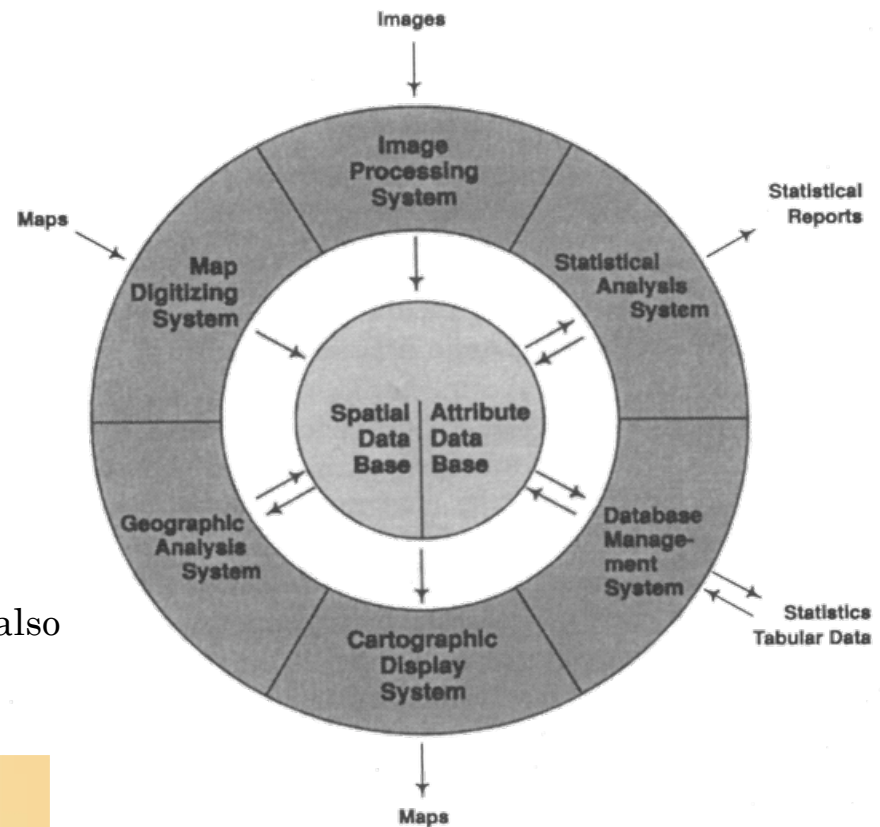 Images
Image
Processing
System
Statistical
Reports
Maps
Map
Digitizing
System
Statistical
Analysis
System
Spatial
Data
Base
Attribute
Data
Base
Geographic
Analysis
System
Database
Manage-
ment
System
also
Statistics
Tabular Data
Cartographic
Display
System
Maps